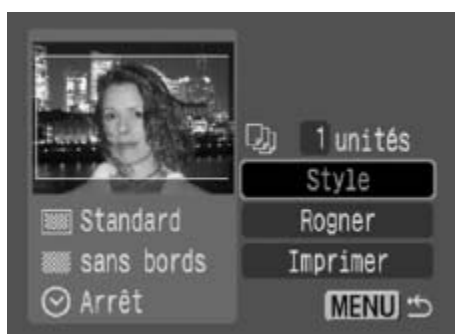 1 unités
Style
Standard
Rogner
sans bords
Imprimer
Arrêt
MENU